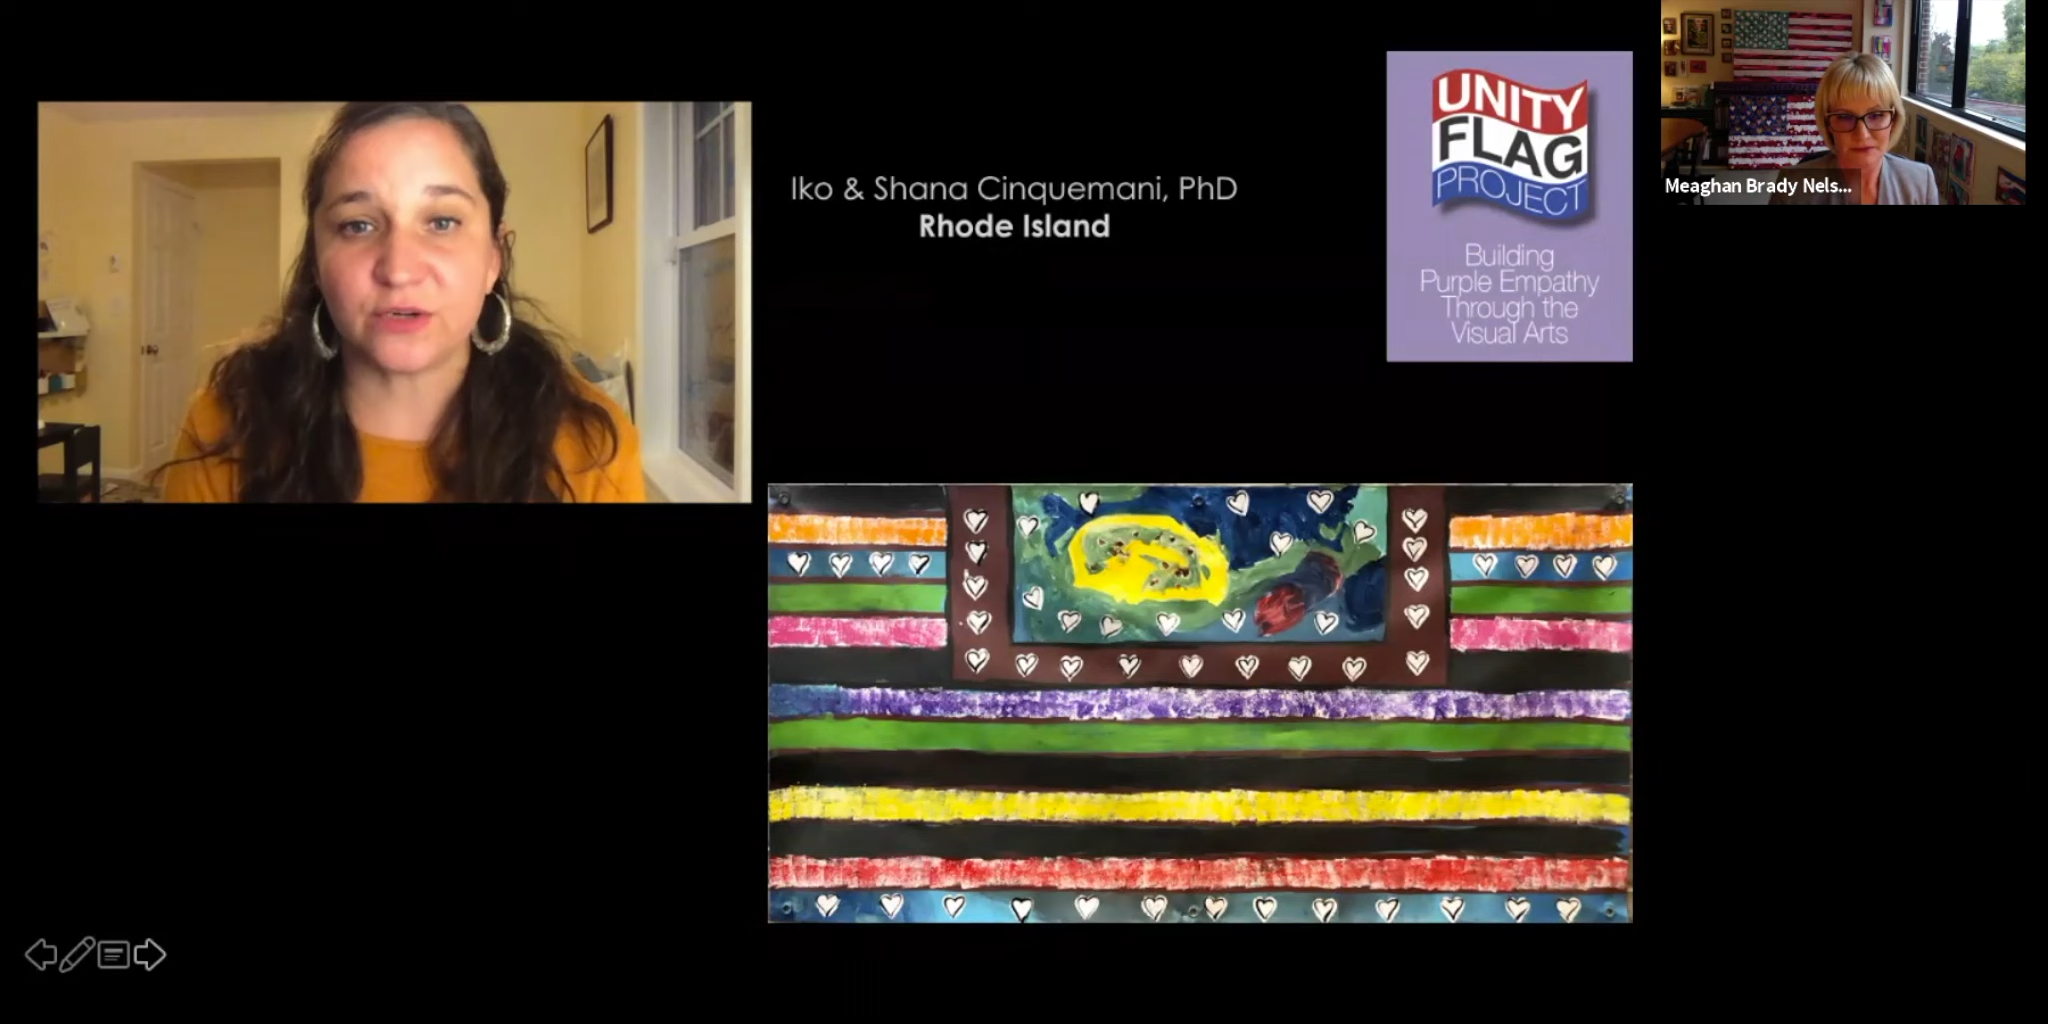 Iko & Shana Cinquemani, PhD
Rhode Island
UNITY
FLAG
PROJECT
Building
Purple Empathy
Through the
Visual Arts
Meaghan Brady Nels...